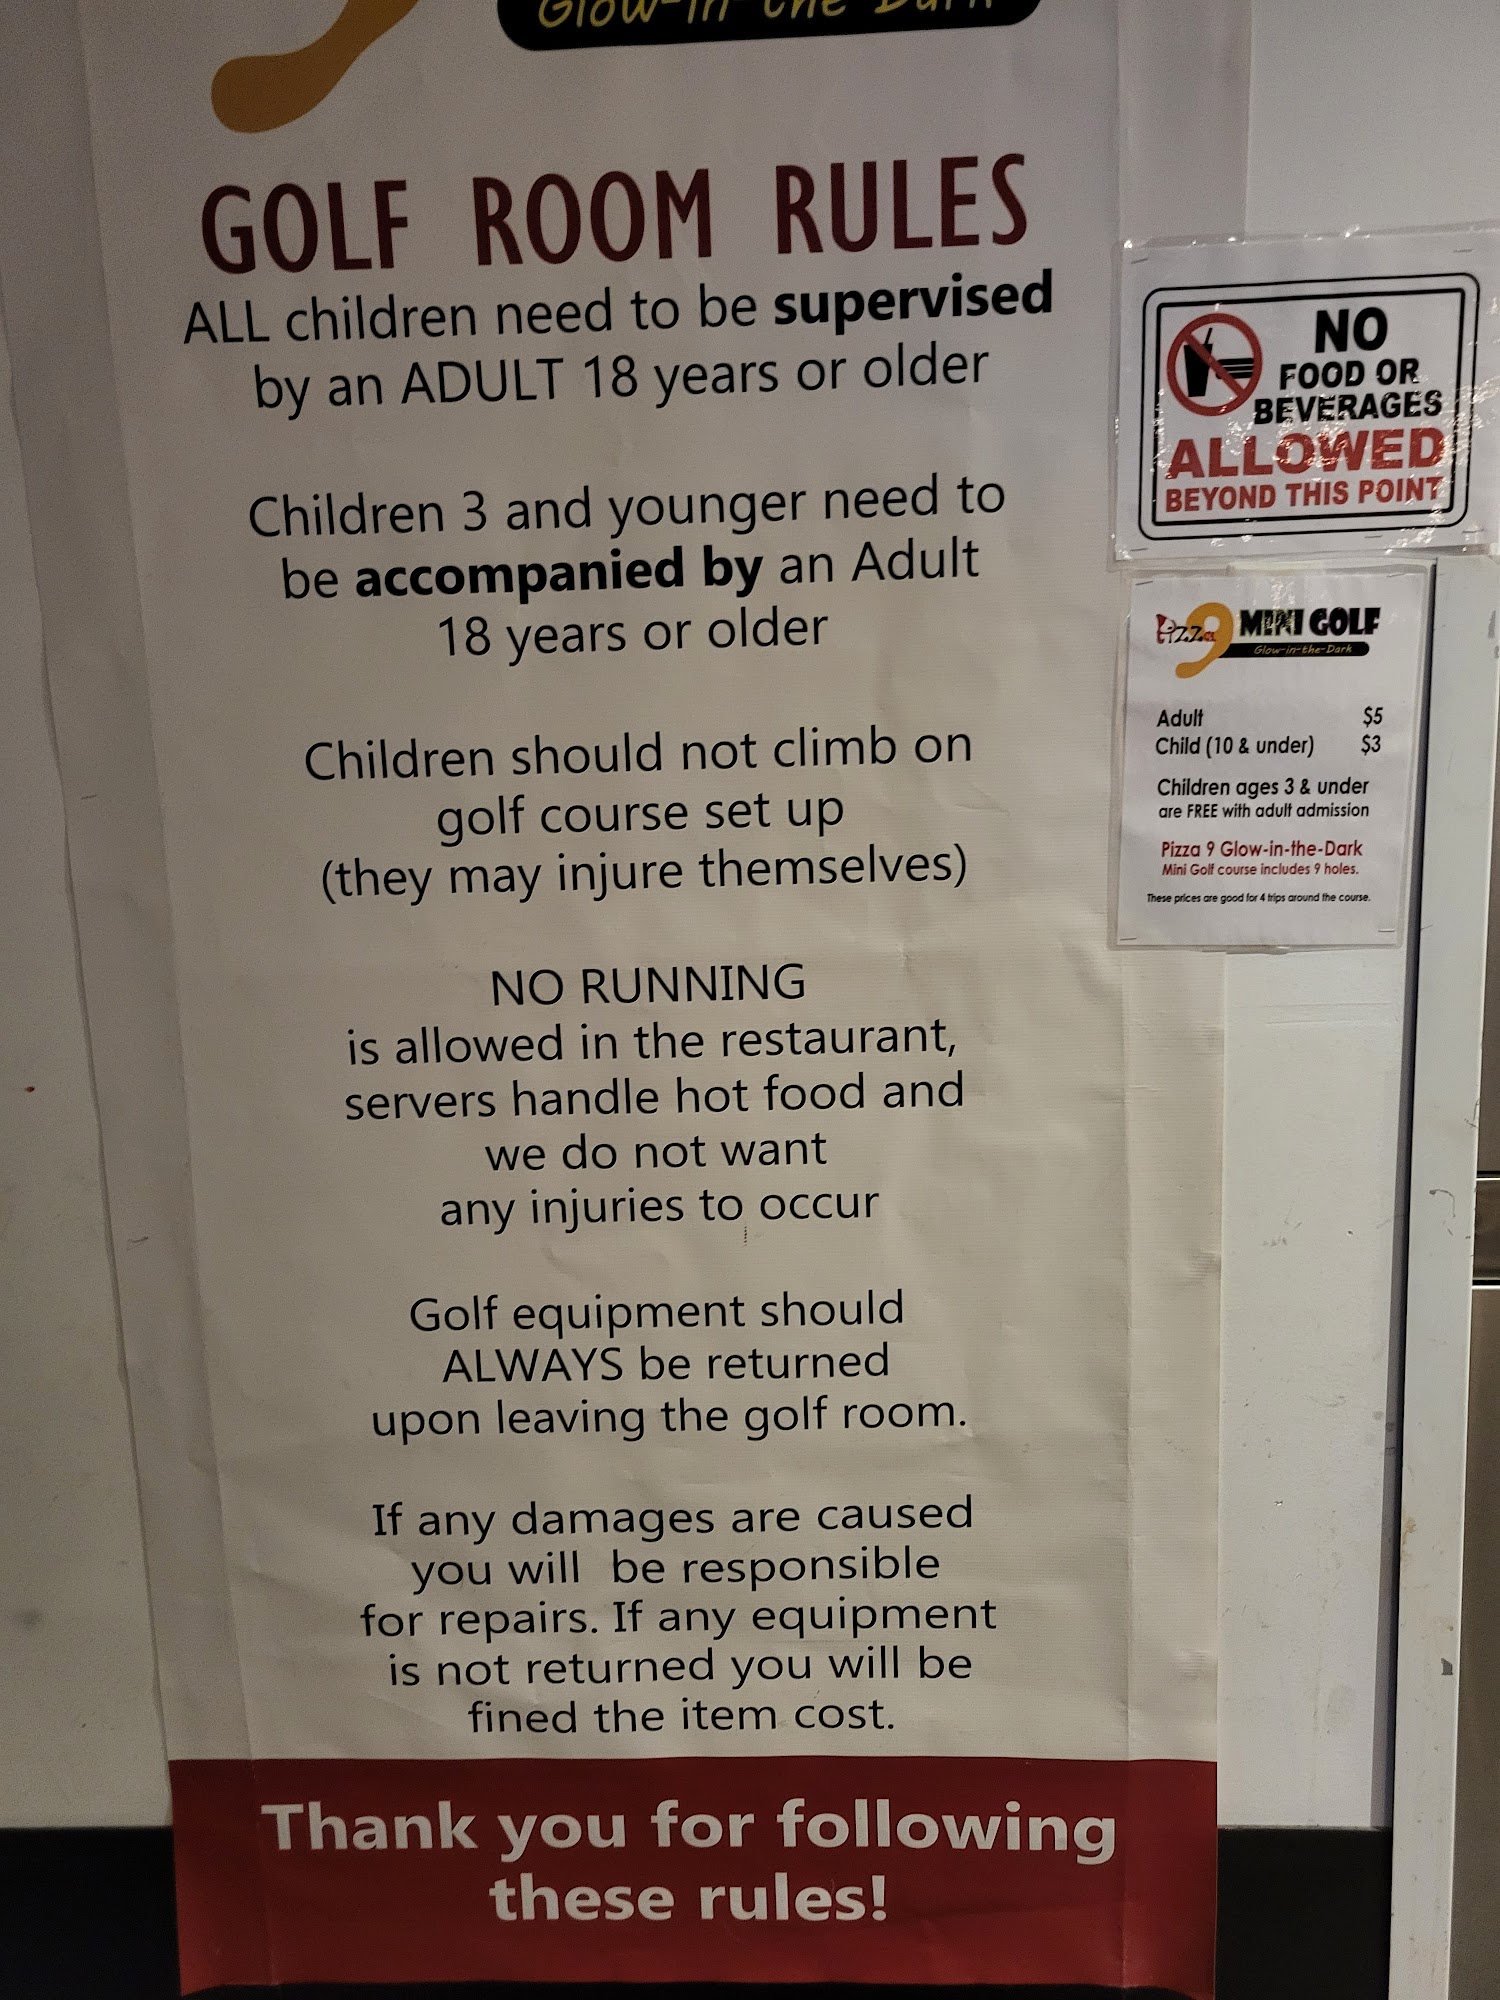 Glow-in-the-Dark
GOLF ROOM RULES
ALL children need to be supervised
by an ADULT 18 years or older
Children 3 and younger need to
be accompanied by an Adult
18 years or older
Children should not climb on
golf course set up
(they may injure themselves)
NO RUNNING
is allowed in the restaurant,
servers handle hot food and
we do not want
any injuries to occur
Golf equipment should
ALWAYS be returned
upon leaving the golf room.
If any damages are caused
you will be responsible
for repairs. If any equipment
is not returned you will be
fined the item cost.
Thank you for following
these rules!
NO
FOOD OR
BEVERAGES
ALLOWED
BEYOND THIS POINT
Pizza 9 MINI GOLF
Glow-in-the-Dark
Adult $5
Child (10 & under) $3
Children ages 3 & under
are FREE with adult admission
Pizza 9 Glow-in-the-Dark
Mini Golf course includes 9 holes.
These prices are good for 4 trips around the course.